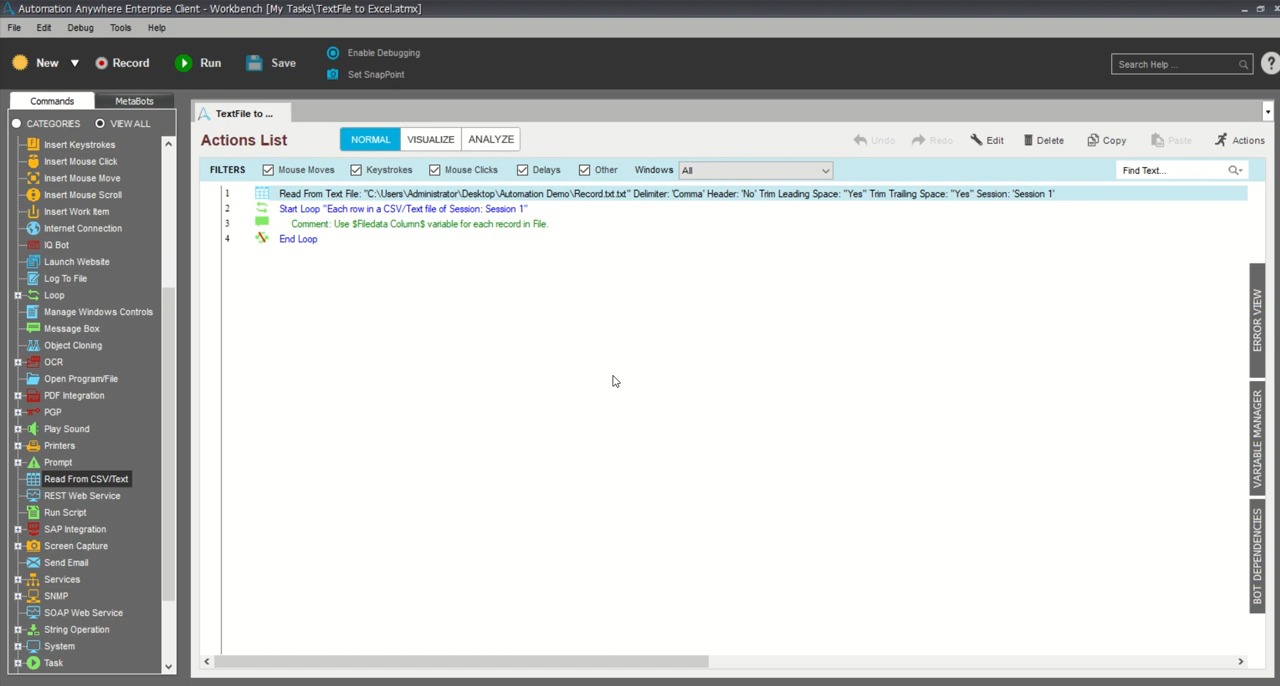 Automation Anywhere Enterprise Client - Workbench [My Tasks\TextFile to Excel.atmx]
File Edit Debug Tools Help
New Record Run Save
Enable Debugging
Set SnapPoint
Search Help ... ?
Commands MetaBots
CATEGORIES VIEW ALL
Insert Keystrokes
Insert Mouse Click
Insert Mouse Move
Insert Mouse Scroll
Insert Work Item
Internet Connection
IQ Bot
Launch Website
Log To File
Loop
Manage Windows Controls
Message Box
Object Cloning
OCR
Open Program/File
PDF Integration
PGP
Play Sound
Printers
Prompt
Read From CSV/Text
REST Web Service
Run Script
SAP Integration
Screen Capture
Send Email
Services
SNMP
SOAP Web Service
String Operation
System
Task
TextFile to ...
Actions List NORMAL VISUALIZE ANALYZE Undo Redo Edit Delete Copy Paste Actions
FILTERS Mouse Moves Keystrokes Mouse Clicks Delays Other Windows All Find Text...
1 Read From Text File: "C:\Users\Administrator\Desktop\Automation Demo\Record.txt.txt" Delimiter: 'Comma' Header: 'No' Trim Leading Space: "Yes" Trim Trailing Space: "Yes" Session: 'Session 1'
2 Start Loop "Each row in a CSV/Text file of Session: Session 1"
3 Comment: Use $Filedata Column$ variable for each record in File.
4 End Loop
ERROR VIEW
VARIABLE MANAGER
BOT DEPENDENCIES